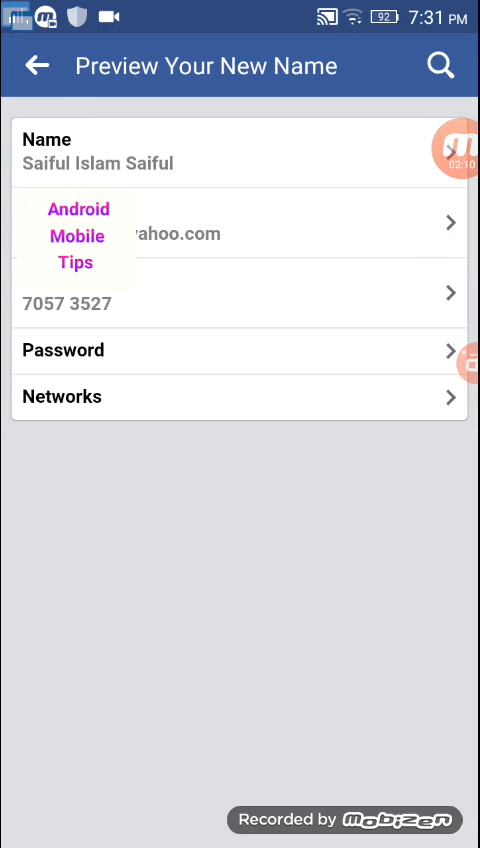 92
7:31 PM
Preview Your New Name
Name
Saiful Islam Saiful
02:10
Android
Mobile
Tips
ahoo.com
7057 3527
Password
Networks
Recorded by mobizen